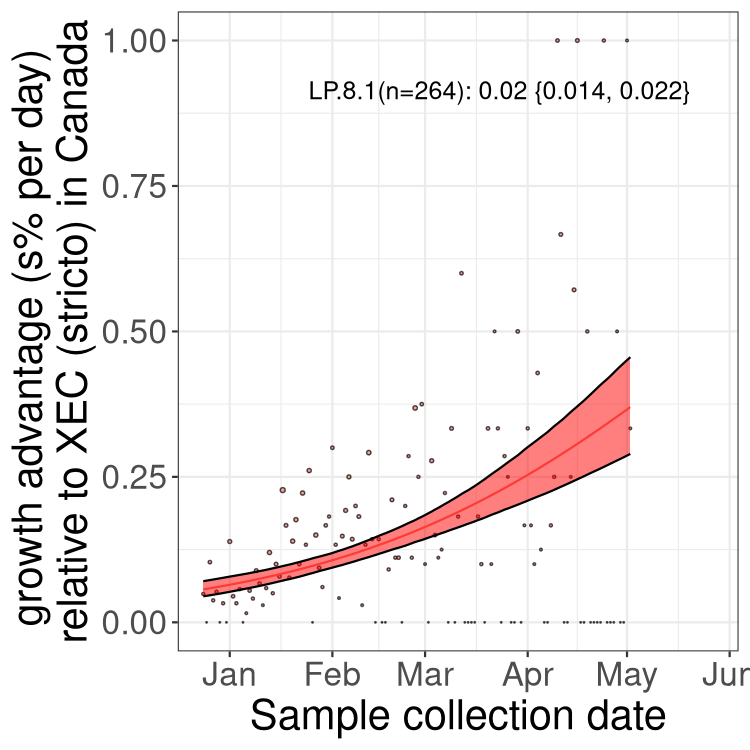 growth advantage (s% per day)
relative to XEC (stricto) in Canada
1.00
0.75
0.50
0.25
0.00
LP.8.1(n=264): 0.02 {0.014, 0.022}
Jan Feb Mar Apr May Jur
Sample collection date